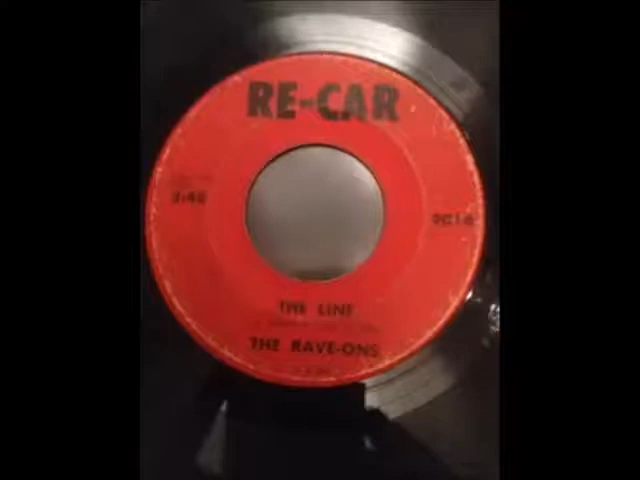 RE-CAR
2:40
9016
THE LINE
THE RAVE-ONS